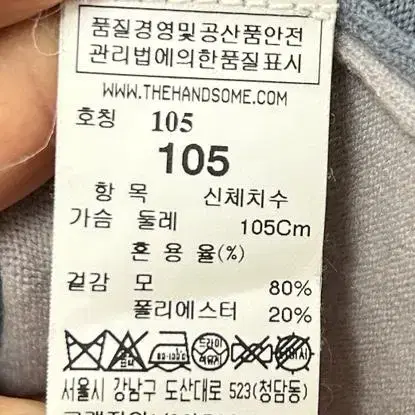 품질경영및공산품안전
관리법에의한품질표시
WWW.THEHANDSOME.COM
호칭 105
105
항 목 신체치수
가슴 둘레 105Cm
혼 용 율(%)
겉감 모 80%
폴리에스터 20%
서울시 강남구 도산대로 523(청담동)